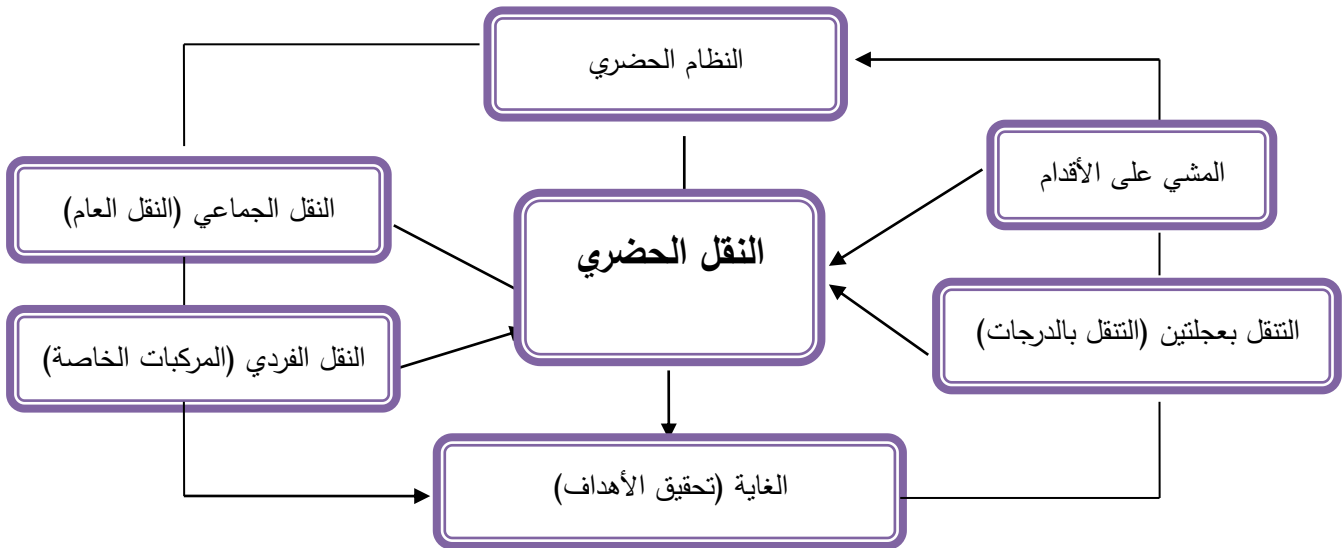 النظام الحضري
المشي على الأقدام
النقل الجماعي (النقل العام)
النقل الحضري
التنقل بعجلتين (التنقل بالدرجات)
النقل الفردي (المركبات الخاصة)
الغاية (تحقيق الأهداف)